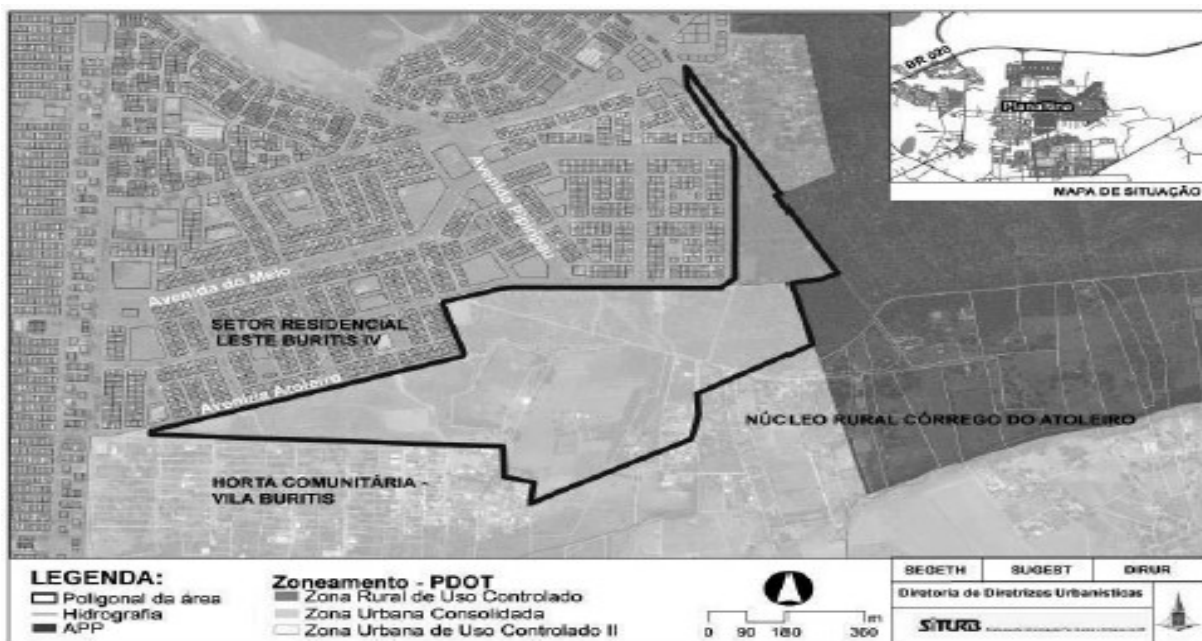 BR 020
Planaltina
MAPA DE SITUAÇÃO
Avenida do Meio
SETOR RESIDENCIAL
LESTE BURITIS IV
Avenida Atoleiro
NÚCLEO RURAL CÓRREGO DO ATOLEIRO
HORTA COMUNITÁRIA -
VILA BURITIS
LEGENDA:
Poligonal da área
Hidrografia
APP
Zoneamento - PDOT
Zona Rural de Uso Controlado
Zona Urbana Consolidada
Zona Urbana de Uso Controlado II
0 90 180 360 m
SEGETH SUGEST DIRUR
Diretoria de Diretrizes Urbanísticas
SITURB